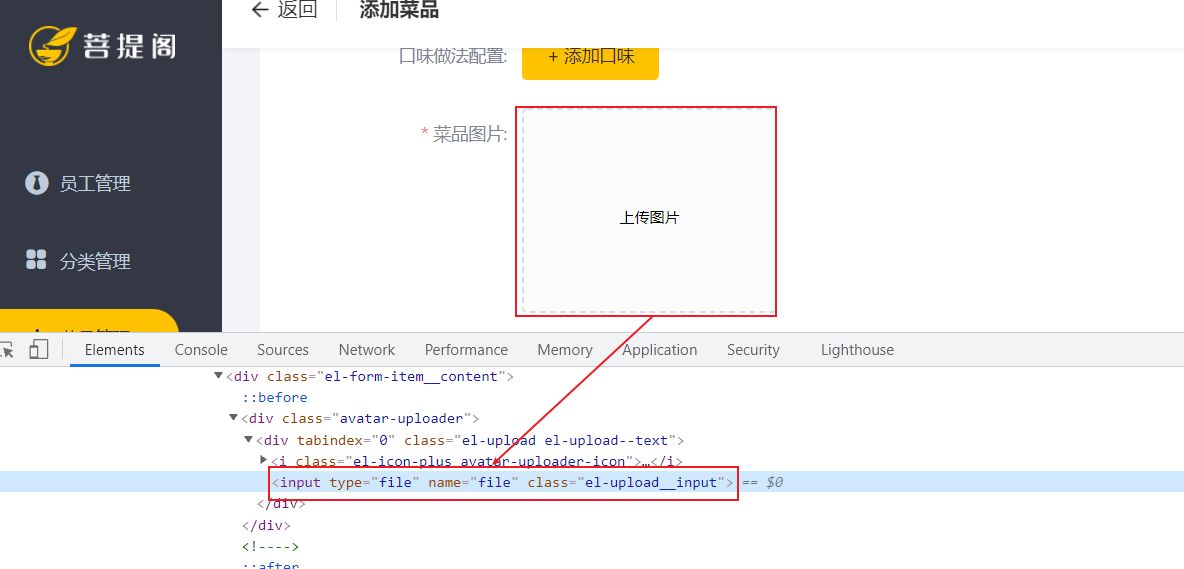 菩提阁
返回
添加菜品
口味做法配置:
+ 添加口味
* 菜品图片:
上传图片
员工管理
分类管理
Elements Console Sources Network Performance Memory Application Security Lighthouse
<div class="el-form-item__content">
::before
<div class="avatar-uploader">
<div tabindex="0" class="el-upload el-upload--text">
<i class="el-icon-plus avatar-uploader-icon">…</i>
<input type="file" name="file" class="el-upload__input"> == $0
</div>
</div>
<!---->
::after